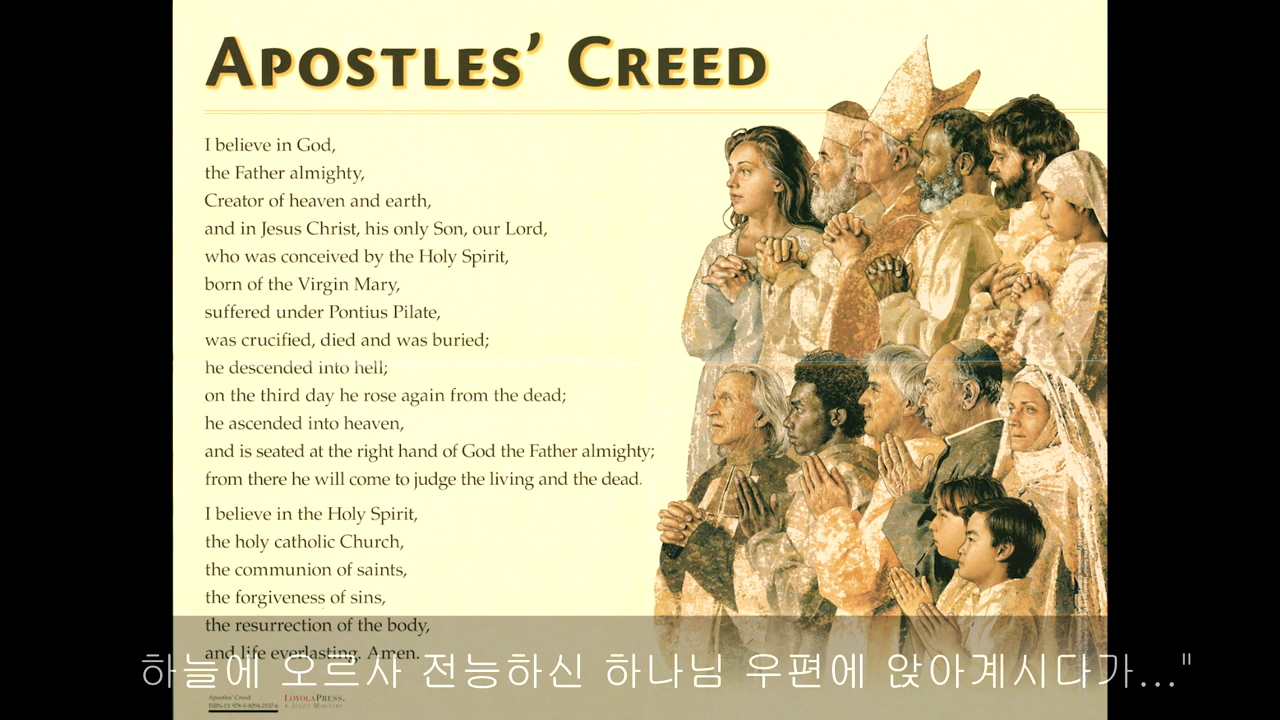 APOSTLES' CREED
I believe in God,
the Father almighty,
Creator of heaven and earth,
and in Jesus Christ, his only Son, our Lord,
who was conceived by the Holy Spirit,
born of the Virgin Mary,
suffered under Pontius Pilate,
was crucified, died and was buried;
he descended into hell;
on the third day he rose again from the dead;
he ascended into heaven,
and is seated at the right hand of God the Father almighty;
from there he will come to judge the living and the dead.
I believe in the Holy Spirit,
the holy catholic Church,
the communion of saints,
the forgiveness of sins,
the resurrection of the body,
and life everlasting. Amen.
하늘에 오르사 전능하신 하나님 우편에 앉아계시다가..."
Apostles' Creed
LOYOLAPRESS.
A JESUIT MINISTRY